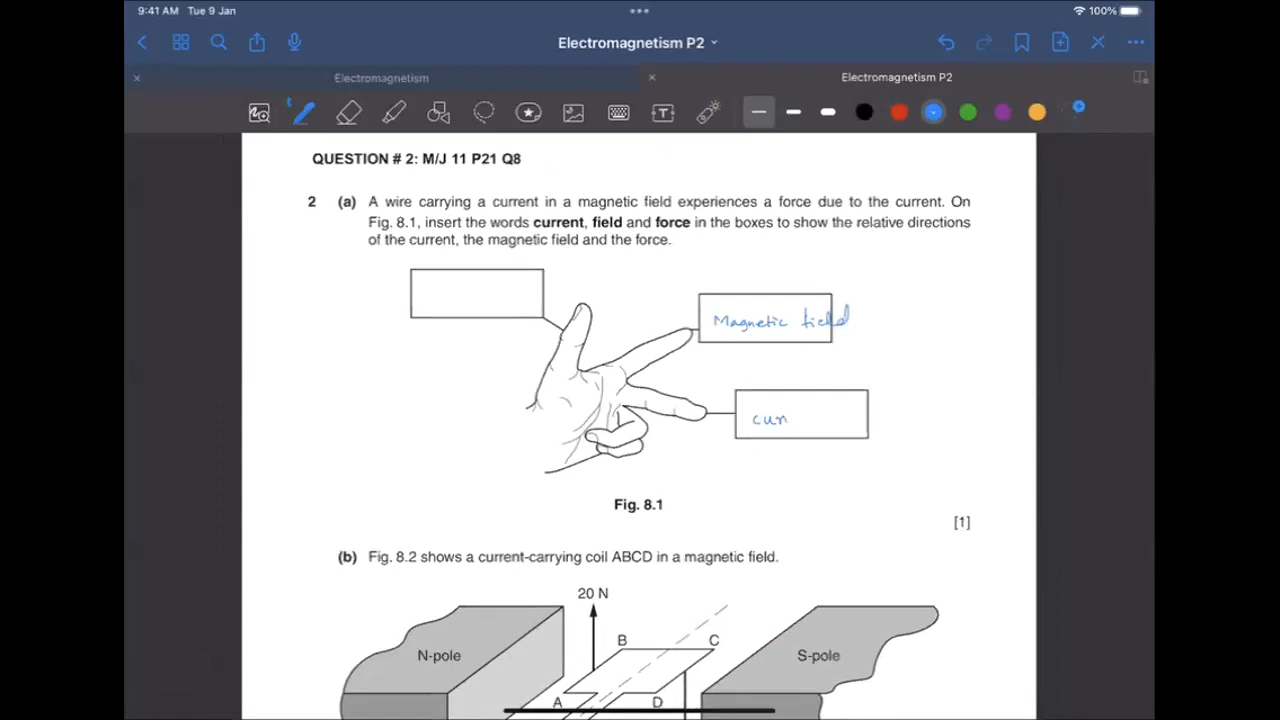 9:41 AM Tue 9 Jan
100%
Electromagnetism P2
Electromagnetism
Electromagnetism P2
QUESTION # 2: M/J 11 P21 Q8
2 (a) A wire carrying a current in a magnetic field experiences a force due to the current. On
Fig. 8.1, insert the words current, field and force in the boxes to show the relative directions
of the current, the magnetic field and the force.
Magnetic field
curr
Fig. 8.1
[1]
(b) Fig. 8.2 shows a current-carrying coil ABCD in a magnetic field.
20 N
B
C
N-pole
S-pole
A
D